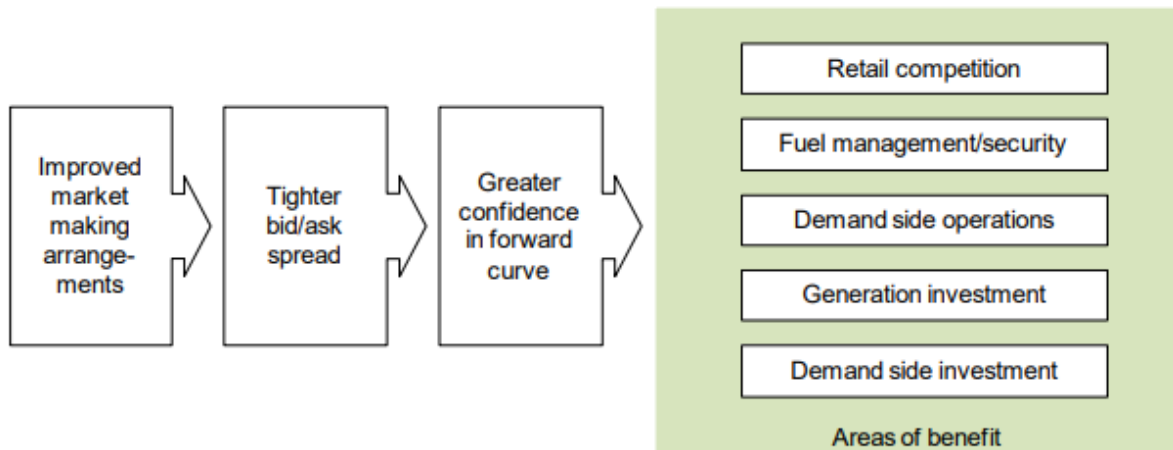 Improved
market
making
arrange-
ments
Tighter
bid/ask
spread
Greater
confidence
in forward
curve
Retail competition
Fuel management/security
Demand side operations
Generation investment
Demand side investment
Areas of benefit